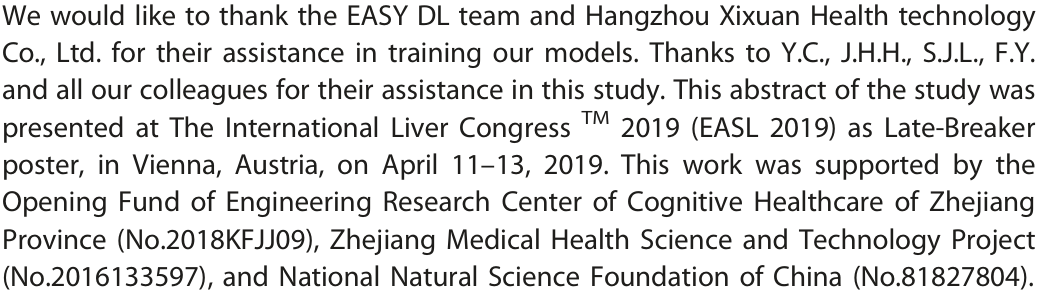 We would like to thank the EASY DL team and Hangzhou Xixuan Health technology
Co., Ltd. for their assistance in training our models. Thanks to Y.C., J.H.H., S.J.L., F.Y.
and all our colleagues for their assistance in this study. This abstract of the study was
presented at The International Liver Congress ™ 2019 (EASL 2019) as Late-Breaker
poster, in Vienna, Austria, on April 11–13, 2019. This work was supported by the
Opening Fund of Engineering Research Center of Cognitive Healthcare of Zhejiang
Province (No.2018KFJJ09), Zhejiang Medical Health Science and Technology Project
(No.2016133597), and National Natural Science Foundation of China (No.81827804).